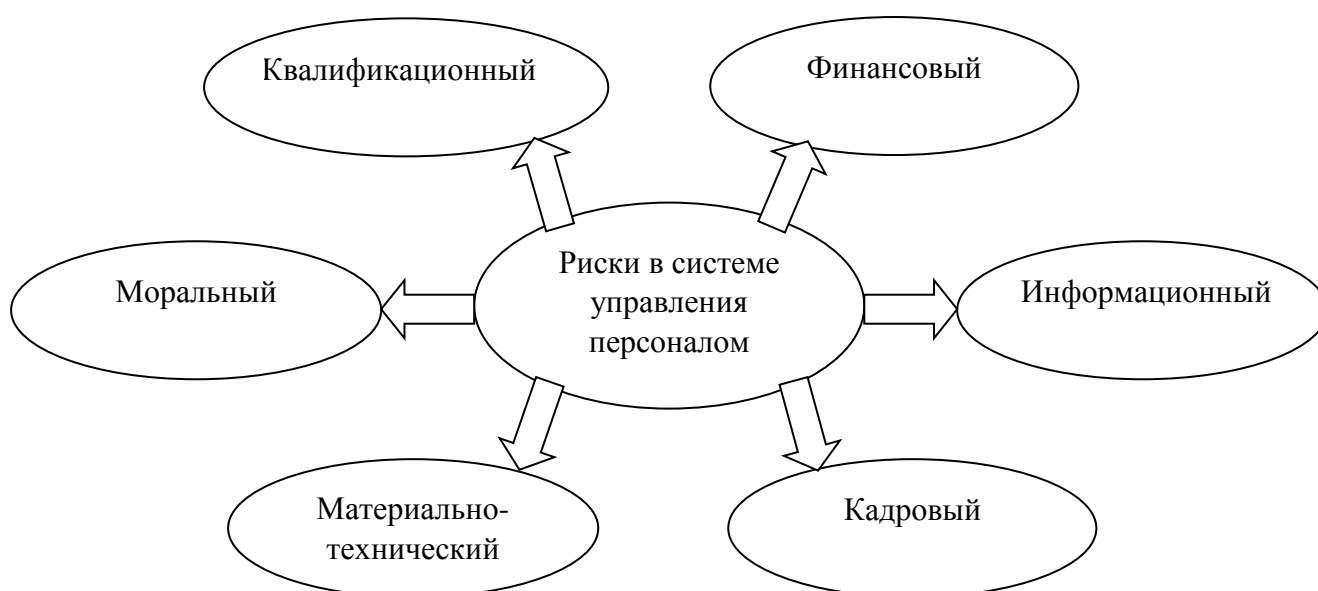 Квалификационный
Финансовый
Моральный
Риски в системе
управления
персоналом
Информационный
Материально-
технический
Кадровый